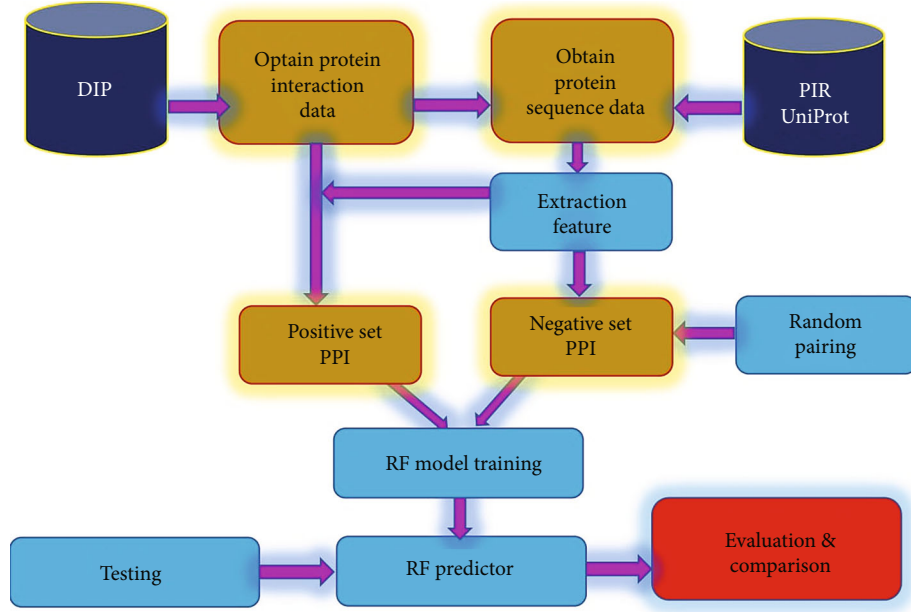 DIP
Optain protein
interaction
data
Obtain
protein
sequence data
PIR
UniProt
Extraction
feature
Positive set
PPI
Negative set
PPI
Random
pairing
RF model training
Testing
RF predictor
Evaluation &
comparison